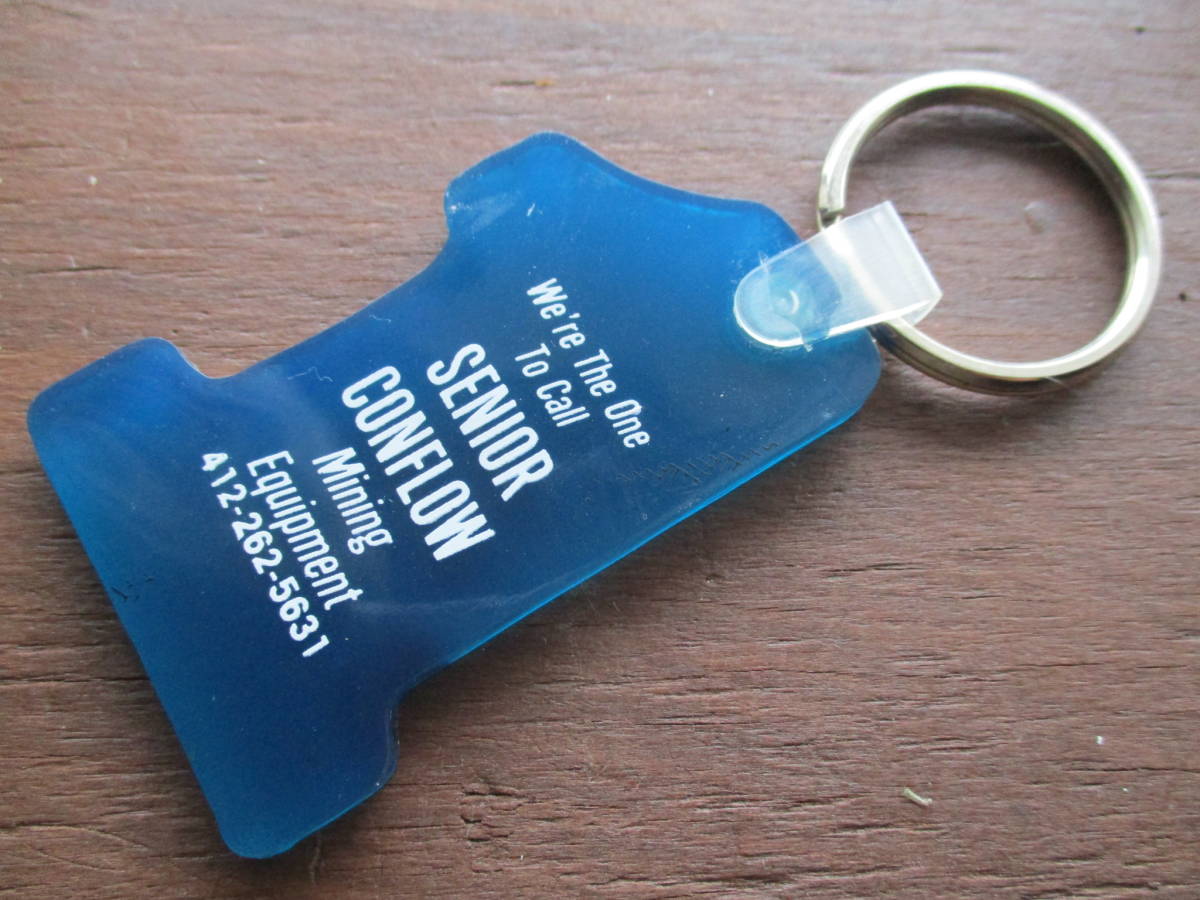 We're The One
To Call
SENIOR
CONFLOW
Mining
Equipment
412-262-5631